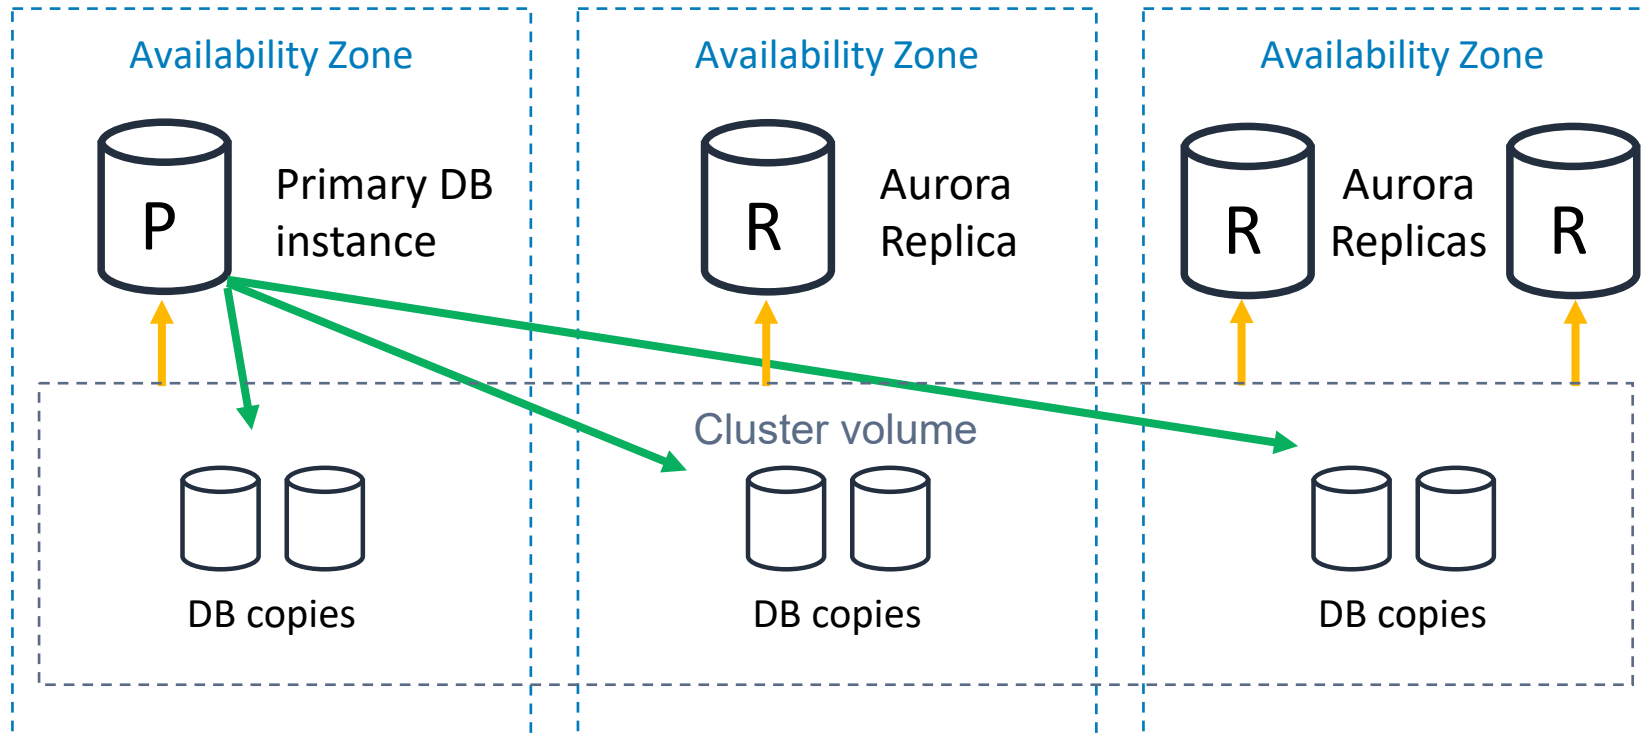 Availability Zone
Availability Zone
Availability Zone
P
Primary DB
instance
R
Aurora
Replica
R
Aurora
Replicas
R
Cluster volume
DB copies
DB copies
DB copies